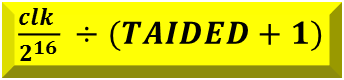 clk/2^16 ÷ (TAIDED + 1)